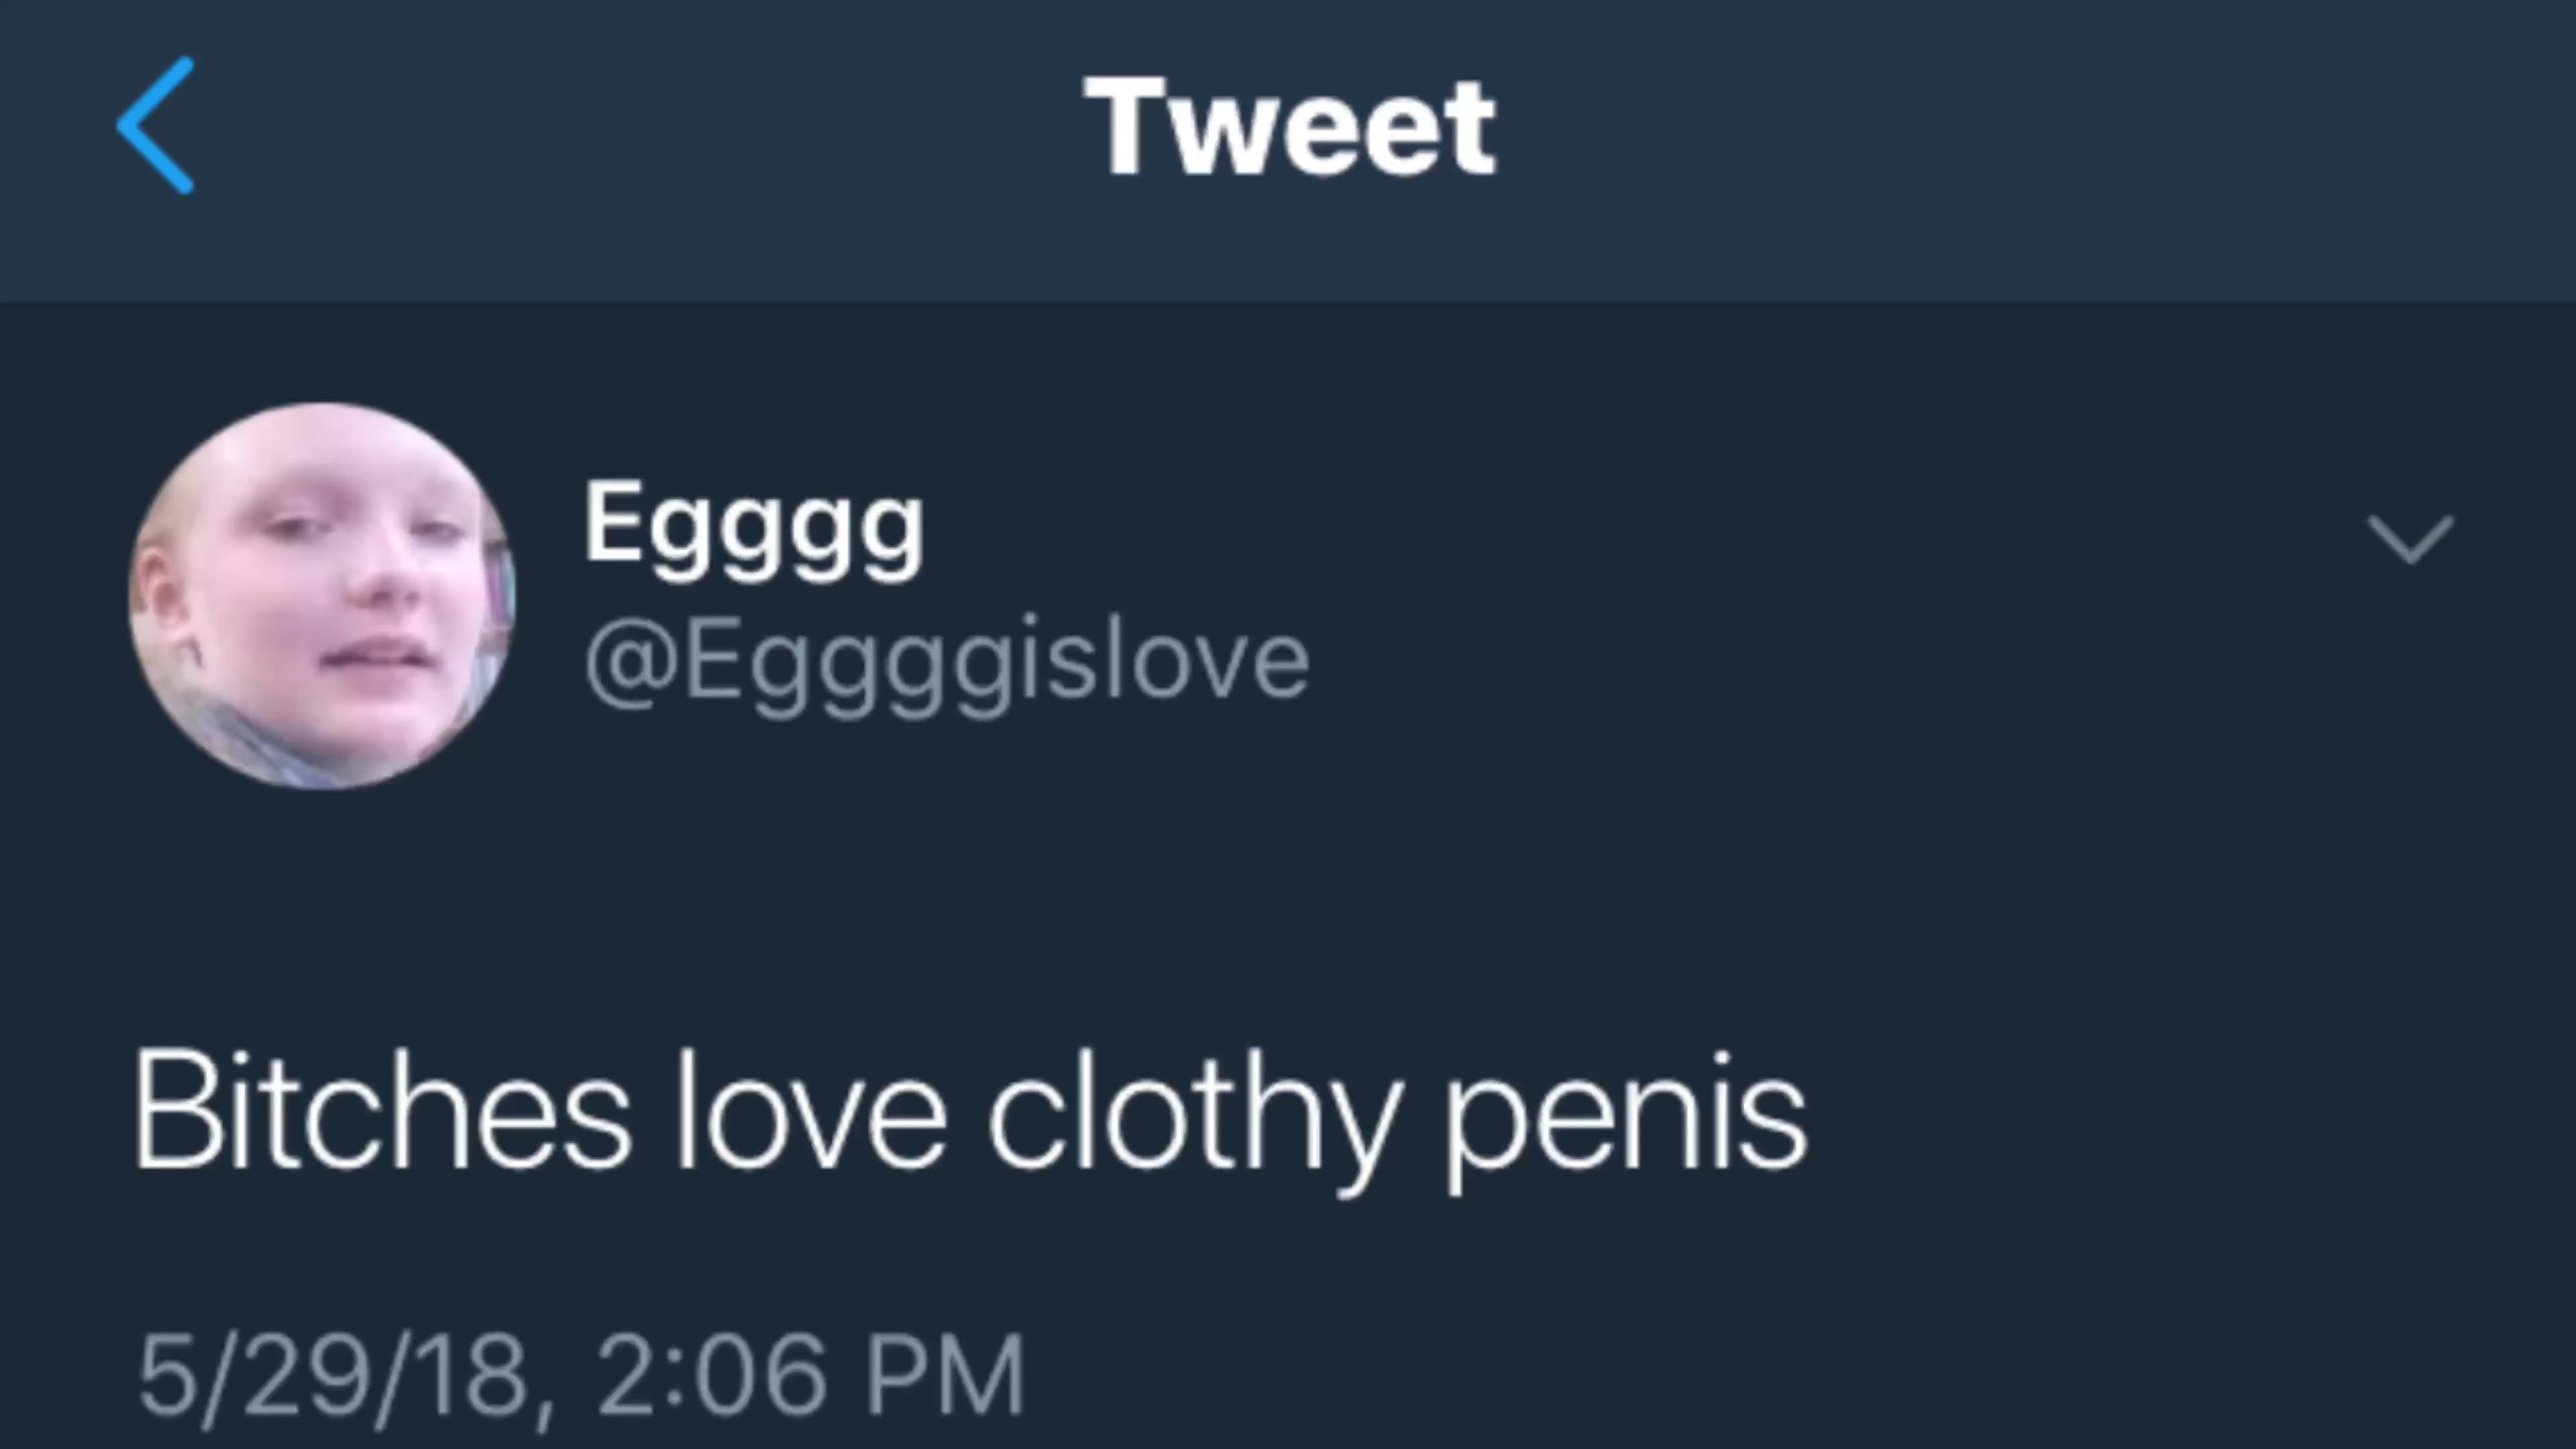 Tweet
Egggg
@Eggggislove
Bitches love clothy penis
5/29/18, 2:06 PM